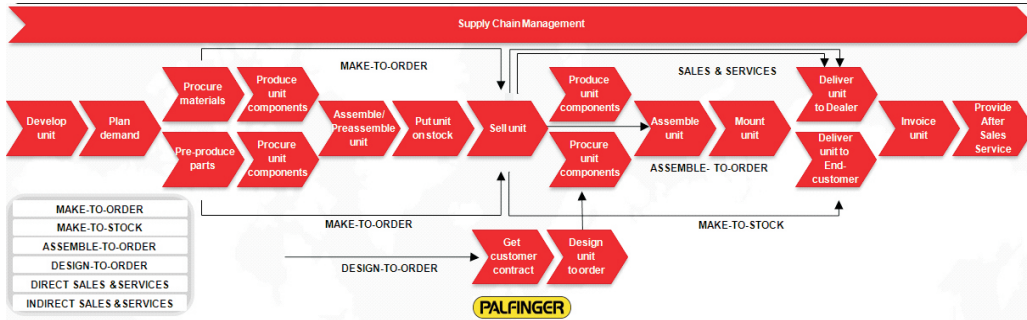 Supply Chain Management
MAKE-TO-ORDER
SALES & SERVICES
Develop
unit
Plan
demand
Procure
materials
Produce
unit
components
Pre-produce
parts
Procure
unit
components
Assemble/
Preassemble
unit
Put unit
on stock
Sell unit
Produce
unit
components
Procure
unit
components
Assemble
unit
Mount
unit
Deliver
unit
to Dealer
Deliver
unit to
End-
customer
Invoice
unit
Provide
After
Sales
Service
ASSEMBLE- TO-ORDER
MAKE-TO-ORDER
MAKE-TO-STOCK
DESIGN-TO-ORDER
Get
customer
contract
Design
unit
to order
MAKE-TO-ORDER
MAKE-TO-STOCK
ASSEMBLE-TO-ORDER
DESIGN-TO-ORDER
DIRECT SALES &SERVICES
INDIRECT SALES &SERVICES
PALFINGER